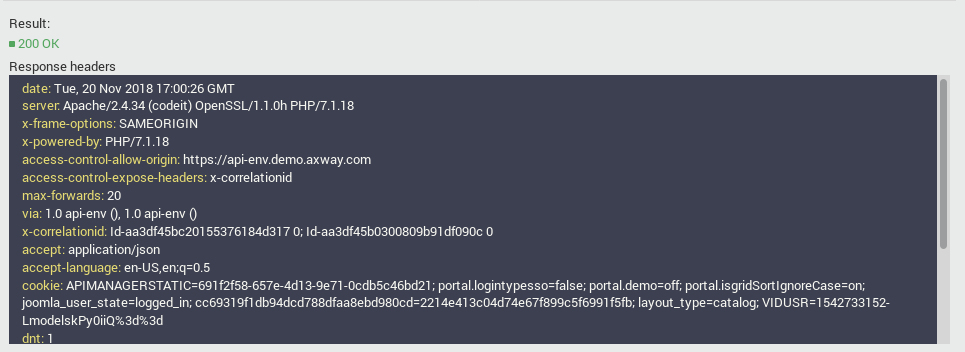 Result:
200 OK
Response headers
date: Tue, 20 Nov 2018 17:00:26 GMT
server: Apache/2.4.34 (codeit) OpenSSL/1.1.0h PHP/7.1.18
x-frame-options: SAMEORIGIN
x-powered-by: PHP/7.1.18
access-control-allow-origin: https://api-env.demo.axway.com
access-control-expose-headers: x-correlationid
max-forwards: 20
via: 1.0 api-env (), 1.0 api-env ()
x-correlationid: Id-aa3df45bc20155376184d317 0; Id-aa3df45b0300809b91df090c 0
accept: application/json
accept-language: en-US,en;q=0.5
cookie: APIMANAGERSTATIC=691f2f58-657e-4d13-9e71-0cdb5c46bd21; portal.logintypesso=false; portal.demo=off; portal.isgridSortIgnoreCase=on;
joomla_user_state=logged_in; cc69319f1db94dcd788dfaa8ebd980cd=2214e413c04d74e67f899c5f6991f5fb; layout_type=catalog; VIDUSR=1542733152-
LmodelskPy0iiQ%3d%3d
dnt: 1